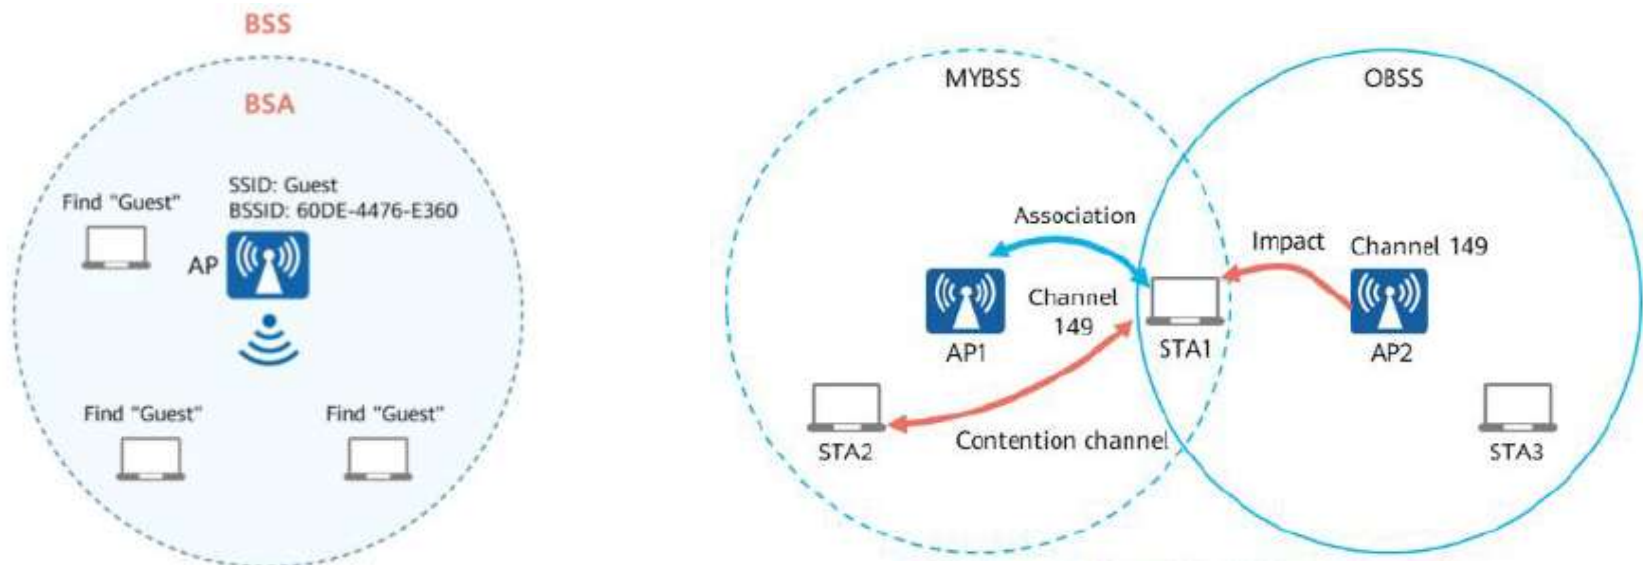 BSS
BSA
SSID: Guest
BSSID: 60DE-4476-E360
Find "Guest"
AP
Find "Guest"
Find "Guest"
MYBSS
OBSS
Association
Impact
Channel 149
Channel
149
AP1
STA1
AP2
STA2
Contention channel
STA3